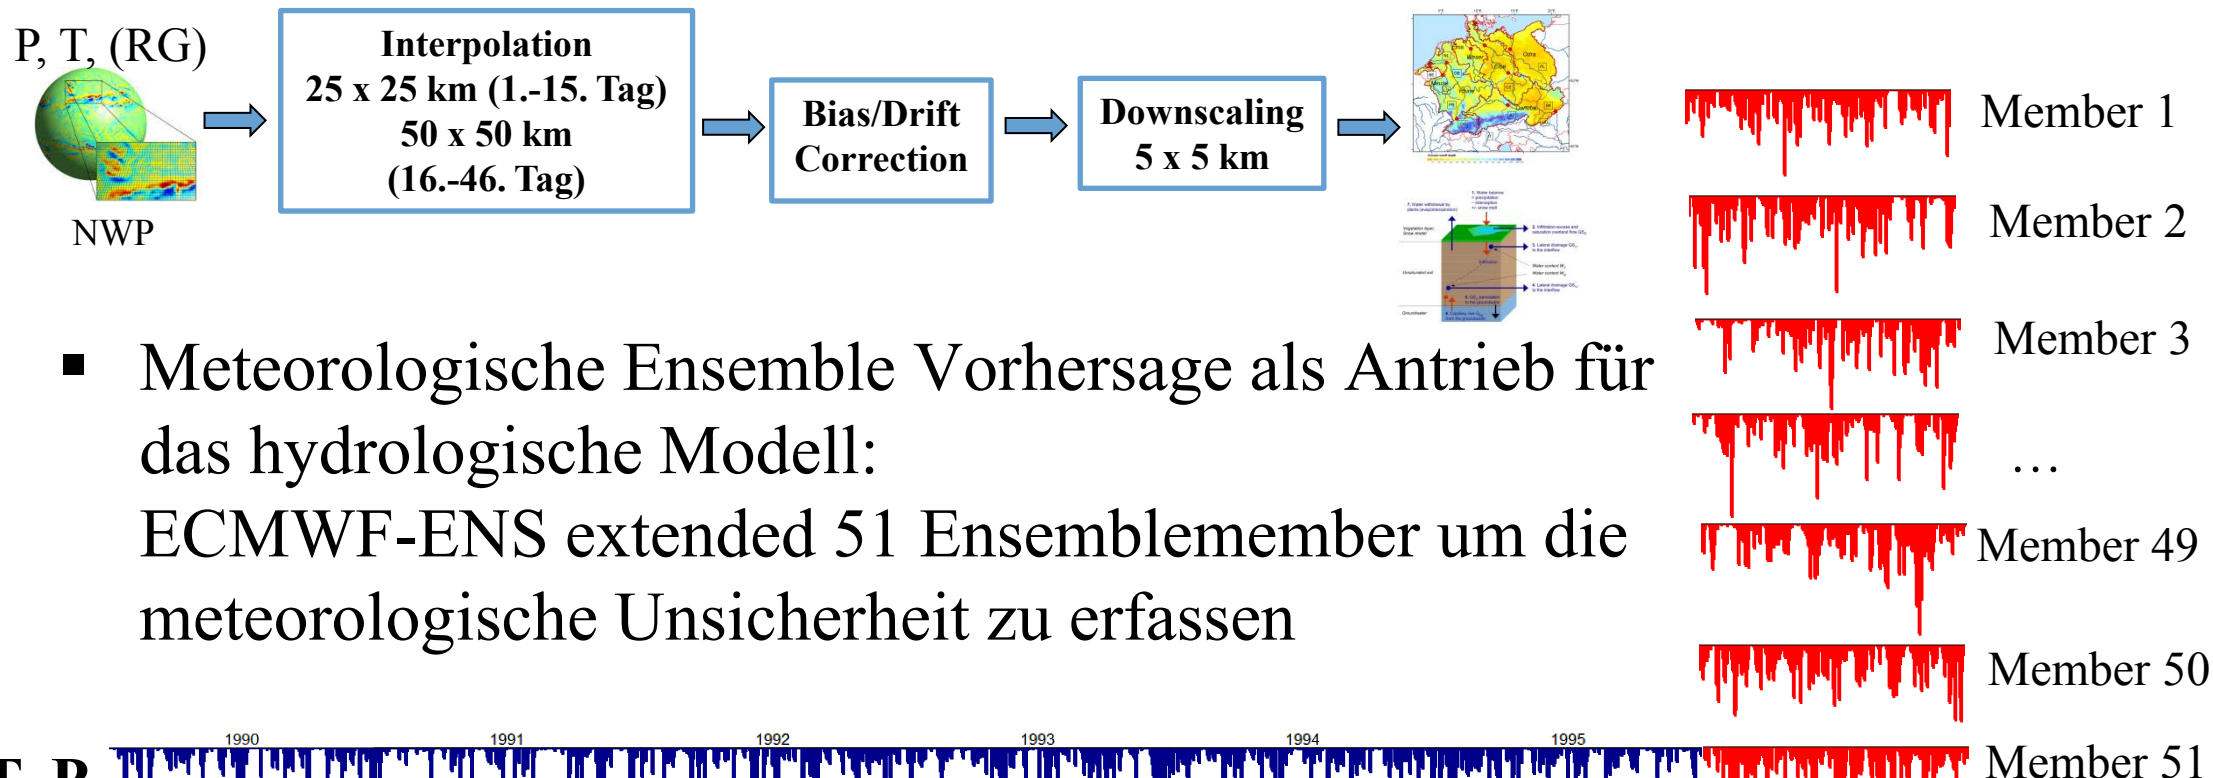 P, T, (RG)
NWP
Interpolation
25 x 25 km (1.-15. Tag)
50 x 50 km
(16.-46. Tag)
Bias/Drift
Correction
Downscaling
5 x 5 km
Member 1
Member 2
Member 3
…
Member 49
Member 50
Member 51
▪ Meteorologische Ensemble Vorhersage als Antrieb für
das hydrologische Modell:
ECMWF-ENS extended 51 Ensemblemember um die
meteorologische Unsicherheit zu erfassen
1990 1991 1992 1993 1994 1995